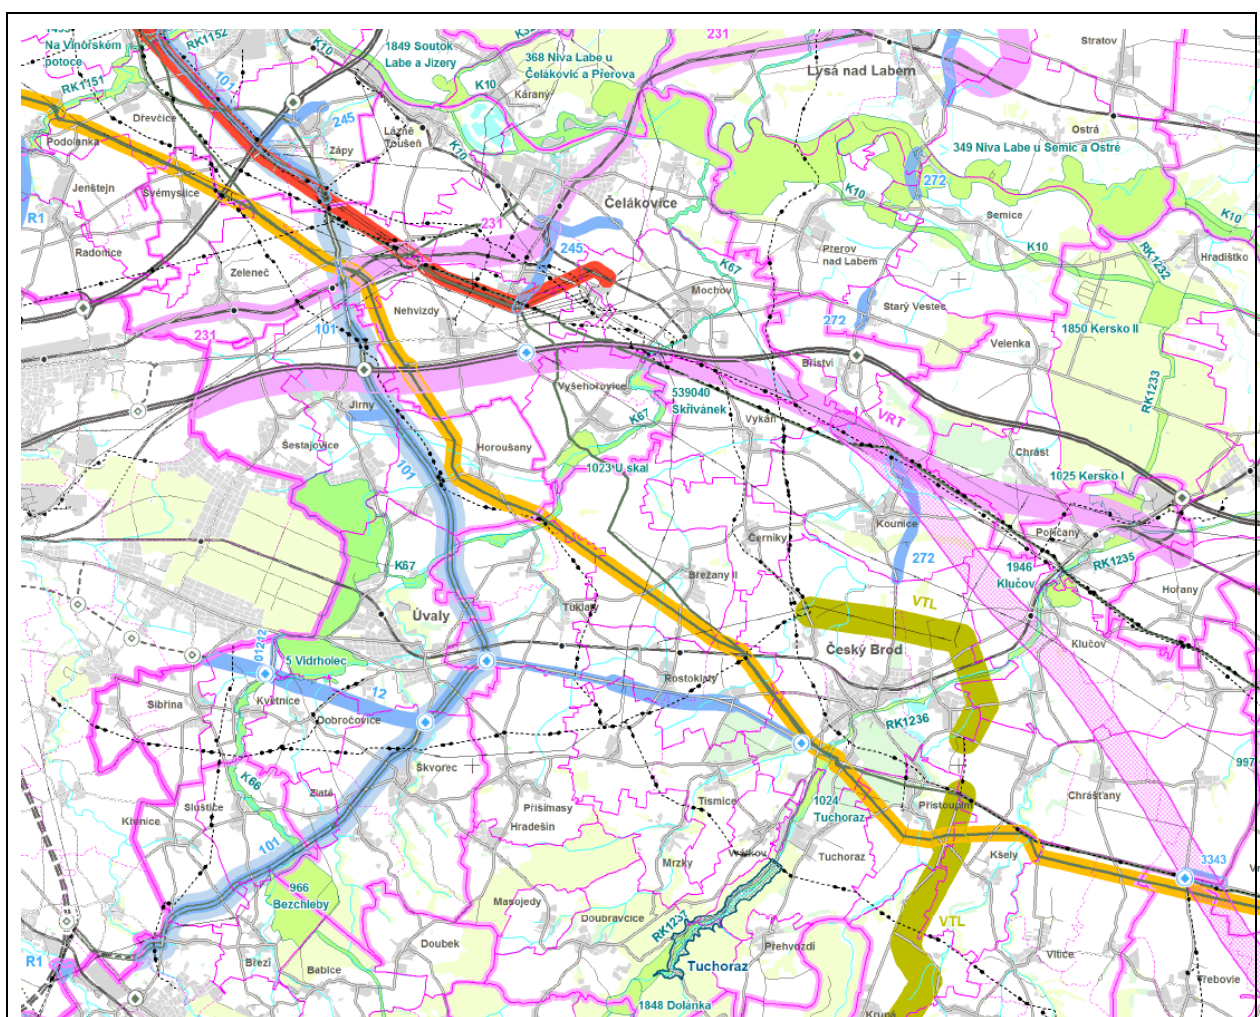 Na Vinořském
potoce
RK1152
RK1151
K10
1849 Soutok
Labe a Jizery
368 Niva Labe u
Čelákovic a Přerova
Káraný
K10
231
Lysá nad Labem
Stratov
101
245
Dřevčice
Podolanka
Zápy
Lázně
Toušeň
K10
Ostrá
349 Niva Labe u Semic a Ostré
Jenštejn
Svémyslice
272
K10
Semice
K10
K10
R1
Radonice
Čelákovice
231
245
Přerov
nad Labem
RK1232
Hradištko
Zeleneč
K67
Mochov
Nehvizdy
Starý Vestec
272
1850 Kersko II
Velenka
231
101
Vyšehořovice
Bříství
539040
Skřivánek
VRT
RK1233
Jirny
K67
Vykáň
Šestajovice
Horoušany
Chrást
101
1023 U skal
1025 Kersko I
Kounice
Poříčany
Černíky
272
1946
Klučov
RK1235
Hořany
K67
Břežany II
Tuklaty
VTL
Úvaly
Klučov
01212
5 Vidrholec
Český Brod
Rostoklaty
Sibřina
Květnice
12
Dobročovice
RK1236
Škvorec
997
K66
Zlatá
Sluštice
Tismice
1024
Tuchoraz
Přistoupim
Chrášťany
Křenice
Přišimasy
Hradešín
101
Mrzky
Vrátkov
Tuchoraz
Kšely
3343
966
Bezchleby
Masojedy
Doubravčice
VTL
Doubek
Přehvozdí
Vitice
R1
Březí
Babice
Tuchoraz
Třebovle
1848 Dolánka
Krupá